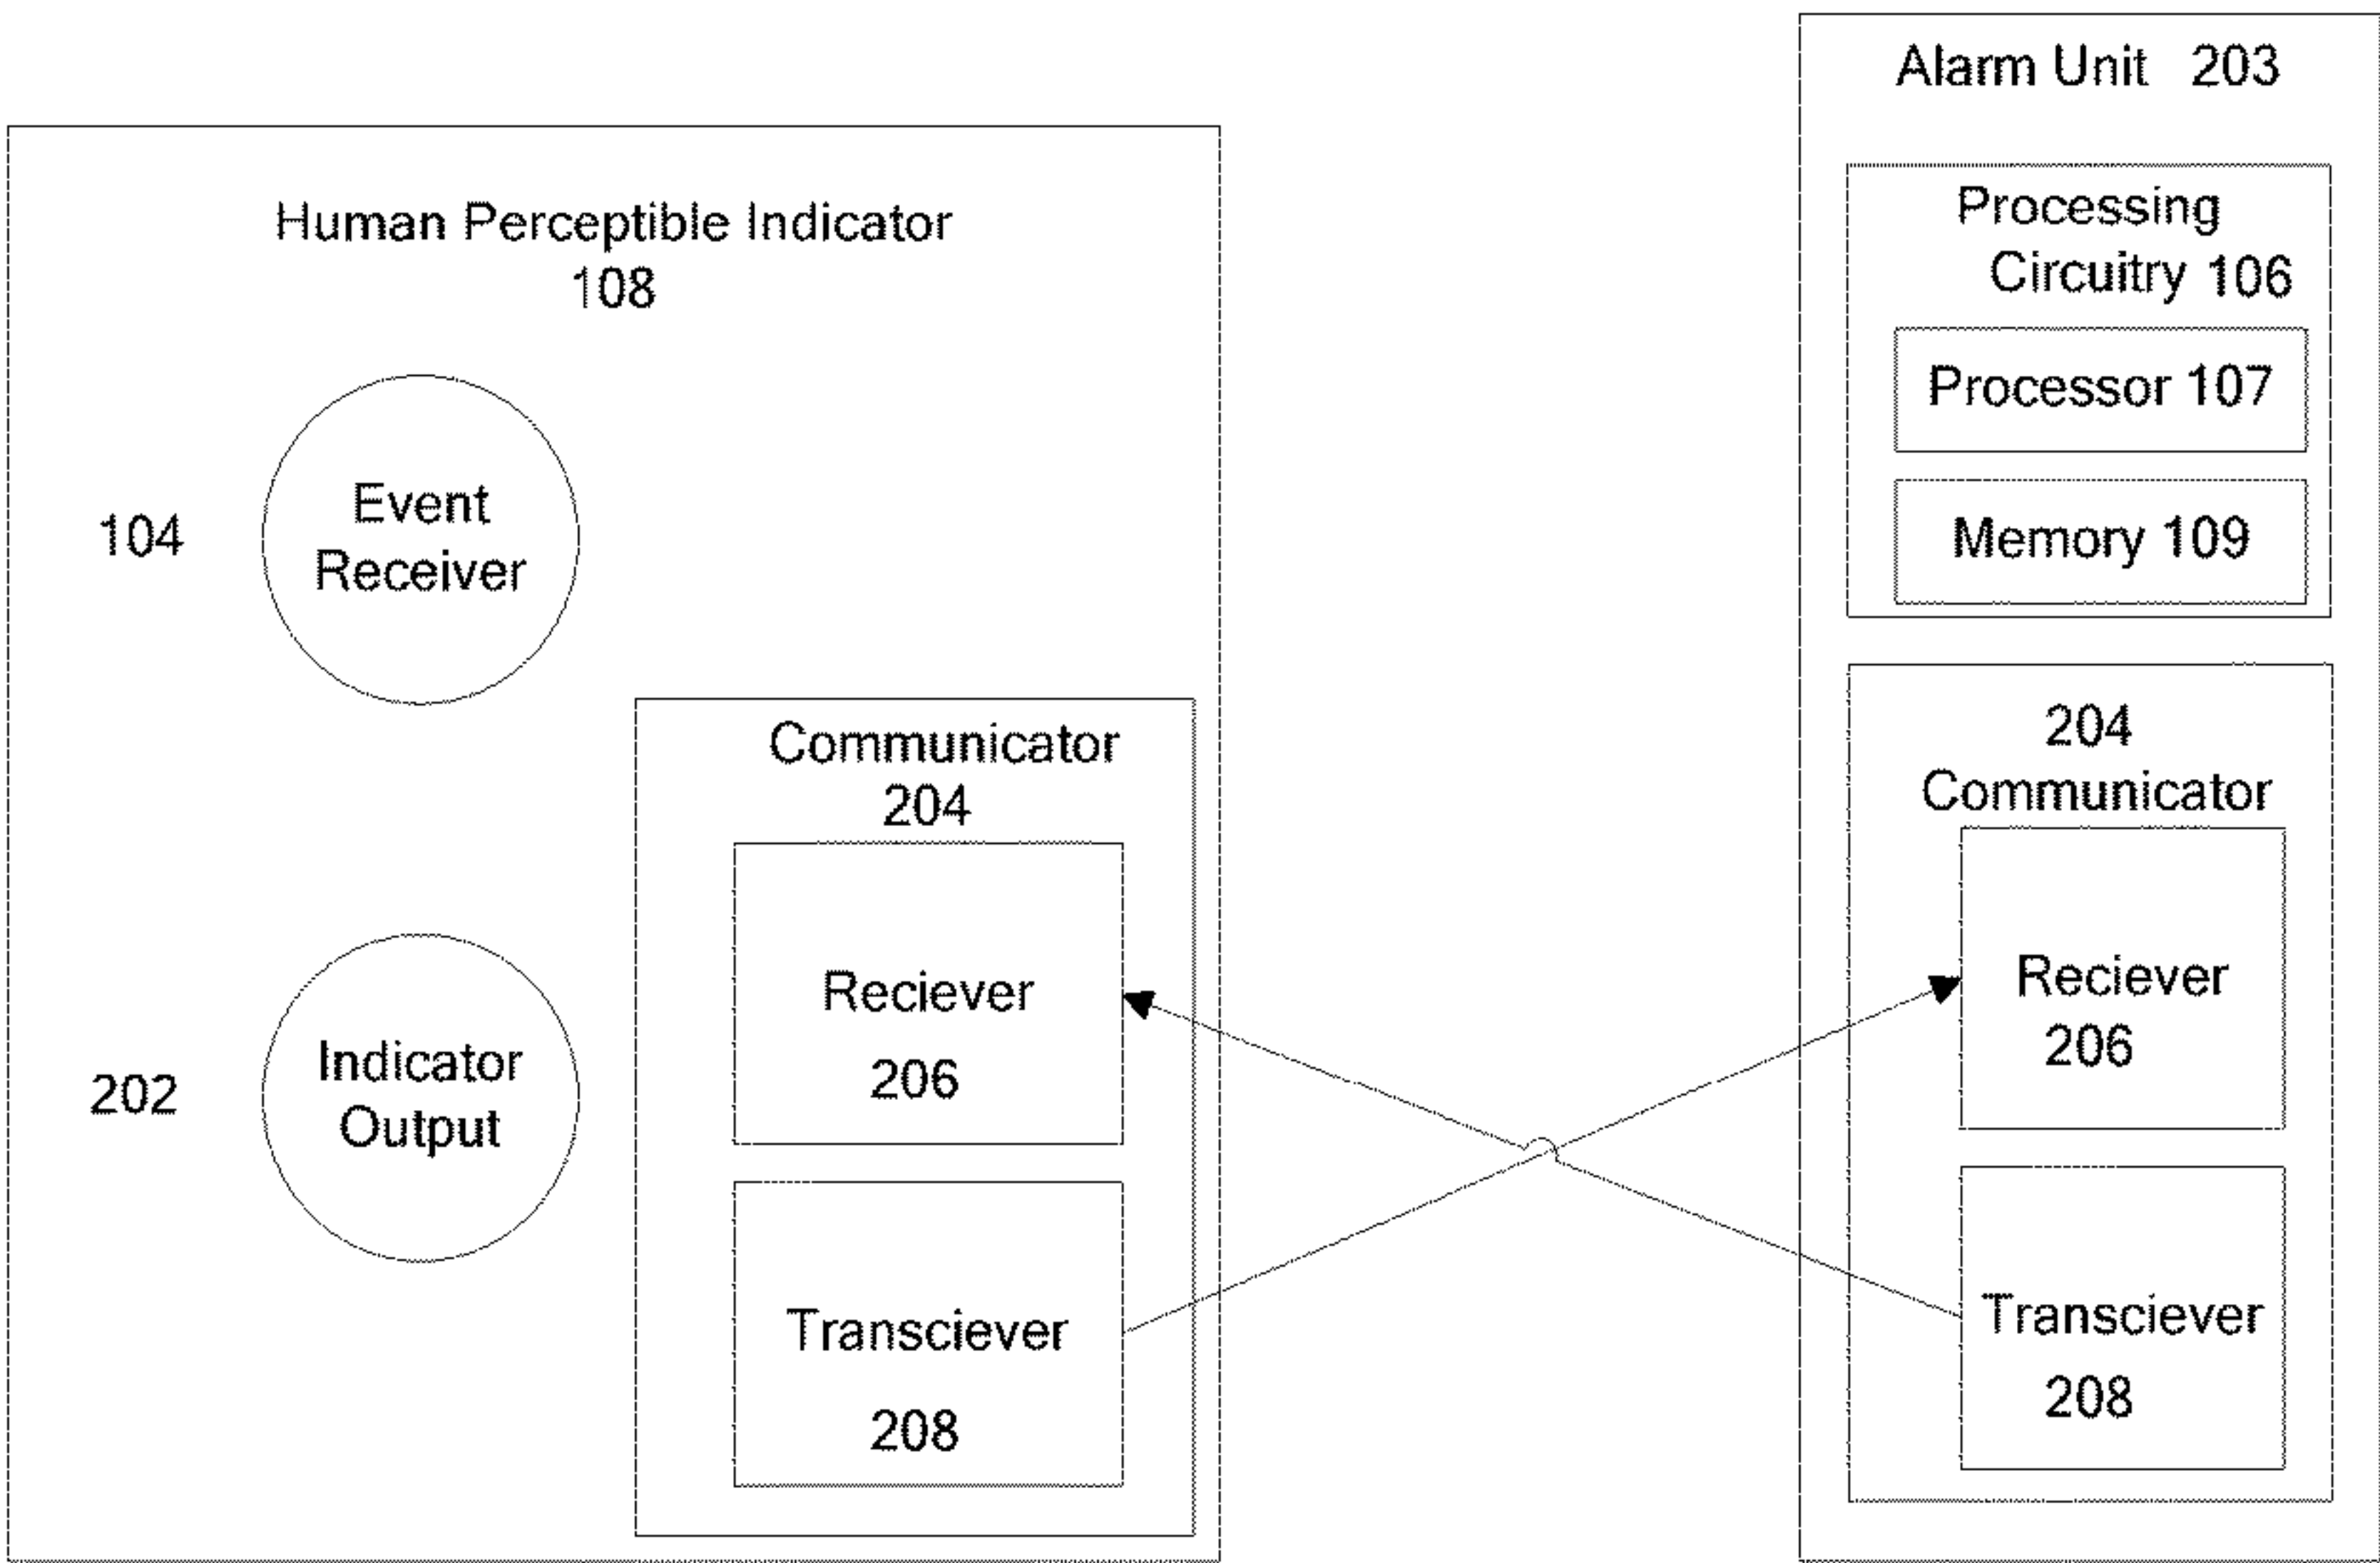 Human Perceptible Indicator
108
104
Event
Receiver
202
Indicator
Output
Communicator
204
Reciever
206
Transciever
208
Alarm Unit 203
Processing
Circuitry 106
Processor 107
Memory 109
204
Communicator
Reciever
206
Transciever
208